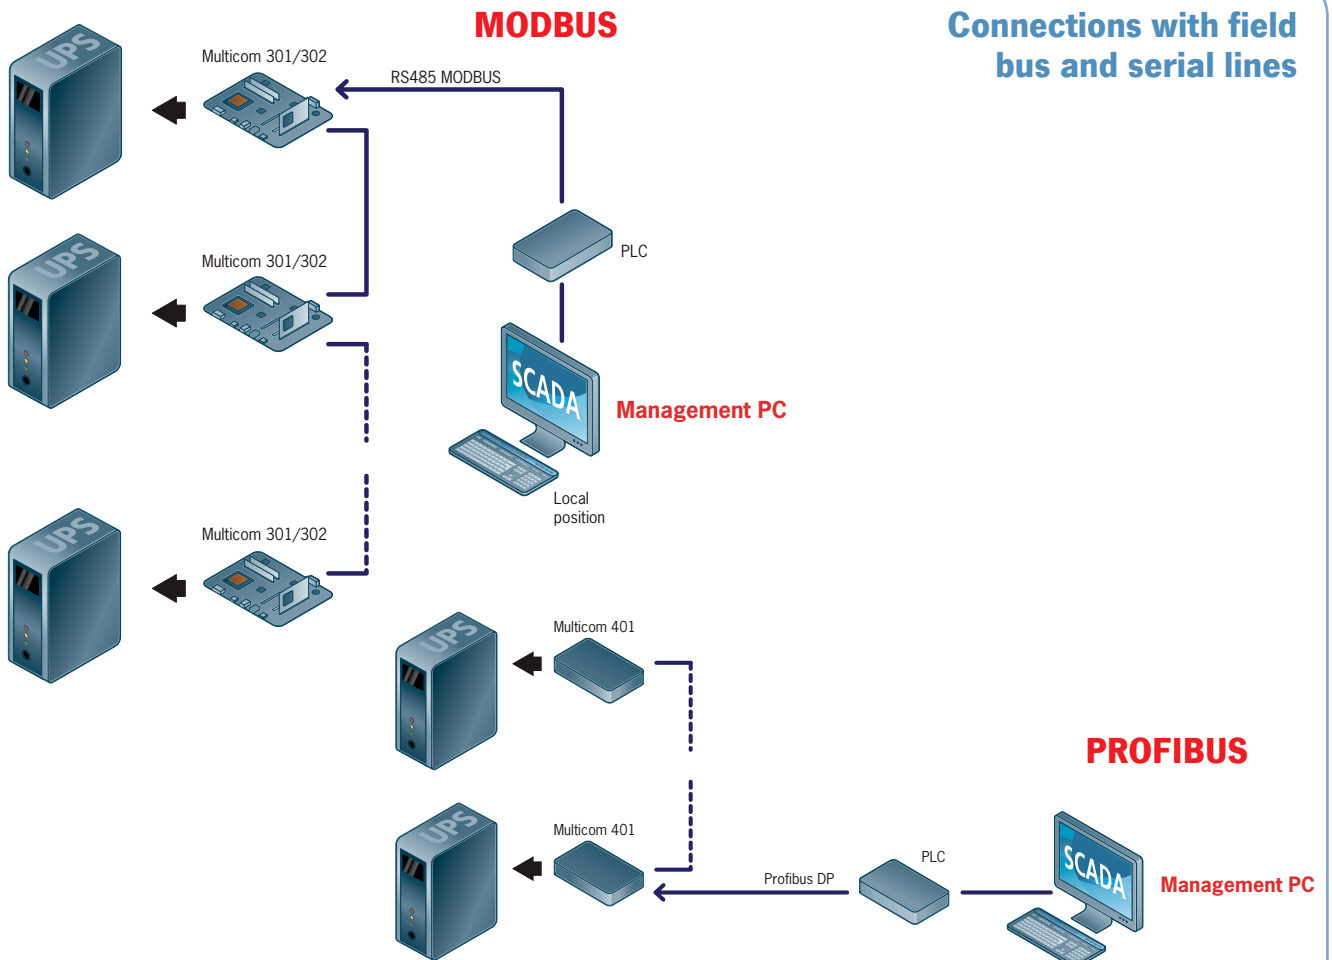 MODBUS
Connections with field
bus and serial lines
UPS
Multicom 301/302
RS485 MODBUS
UPS
Multicom 301/302
PLC
SCADA
Management PC
Local
position
UPS
Multicom 301/302
UPS
Multicom 401
PROFIBUS
UPS
Multicom 401
Profibus DP
PLC
SCADA
Management PC